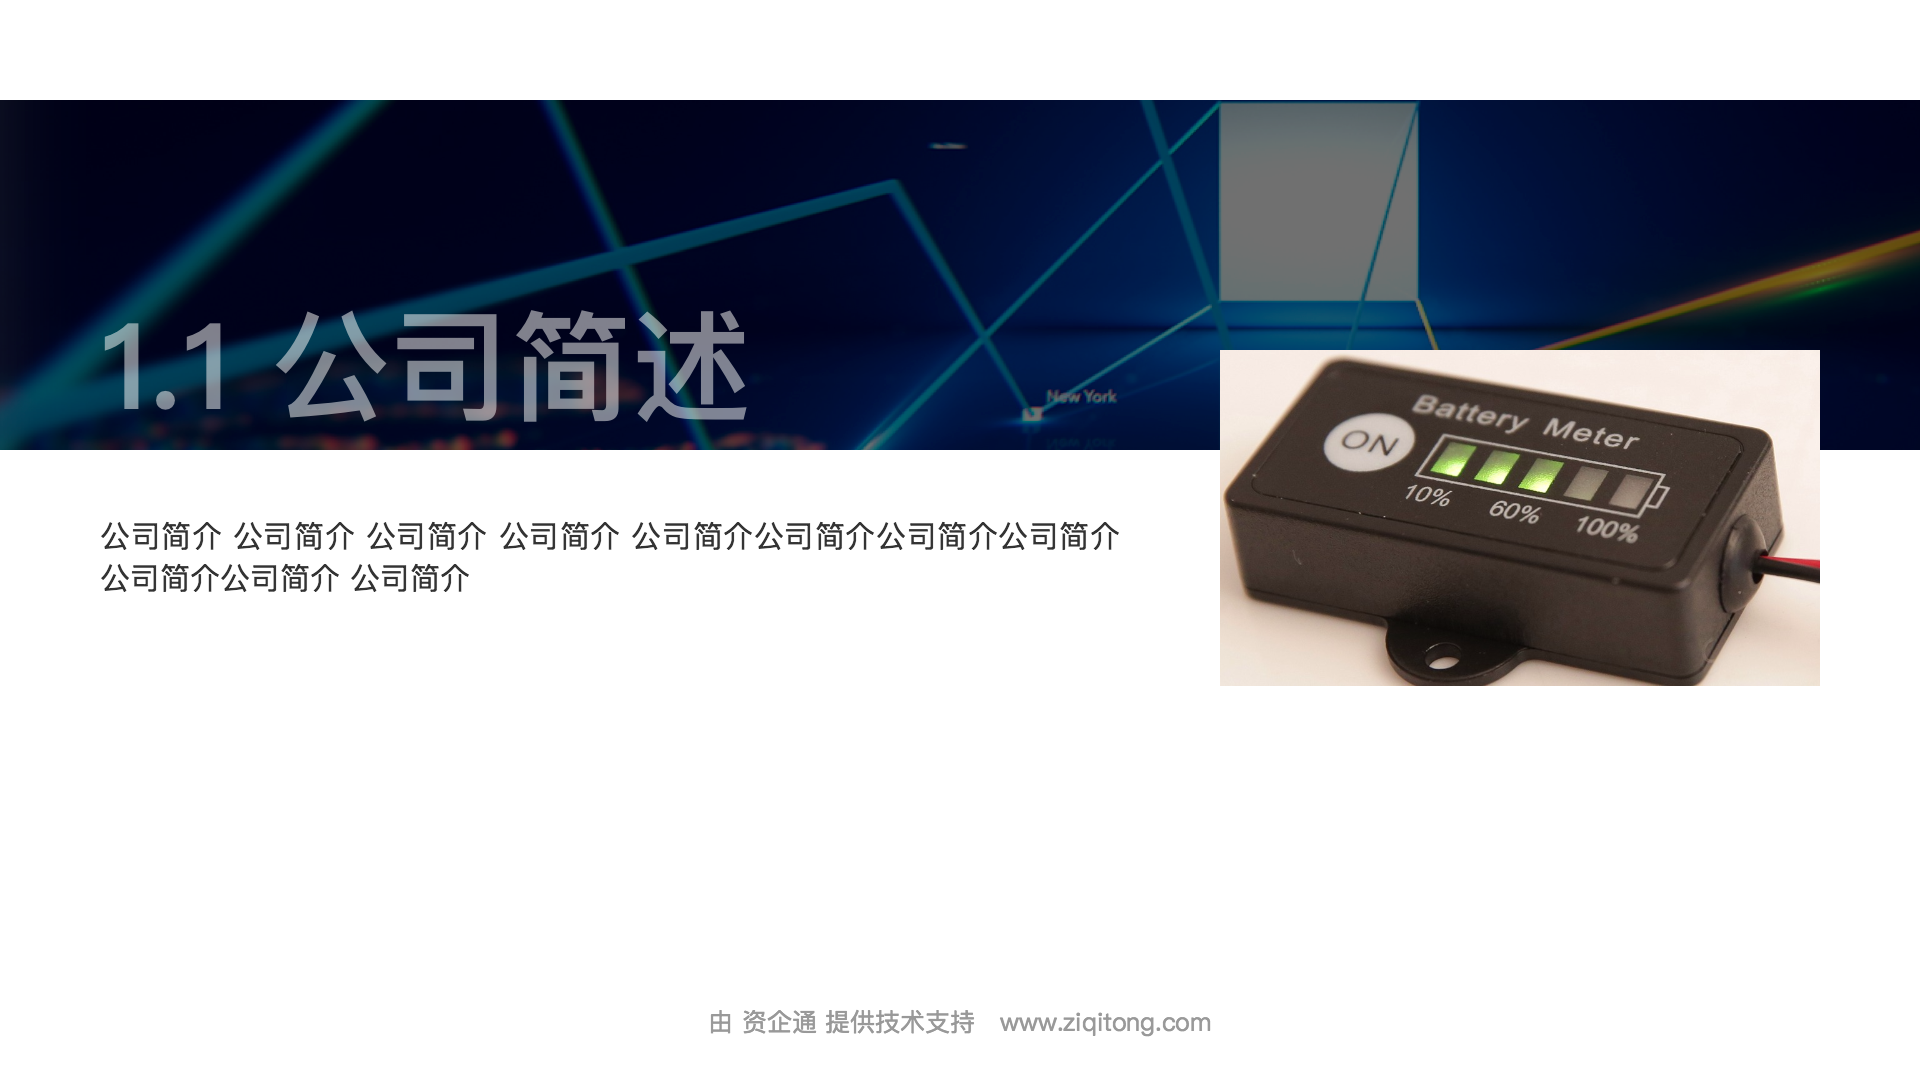 1.1 公司简述
New York
Battery Meter
ON
10% 60% 100%
公司简介 公司简介 公司简介 公司简介 公司简介公司简介公司简介公司简介
公司简介公司简介 公司简介
由 资企通 提供技术支持 www.ziqitong.com